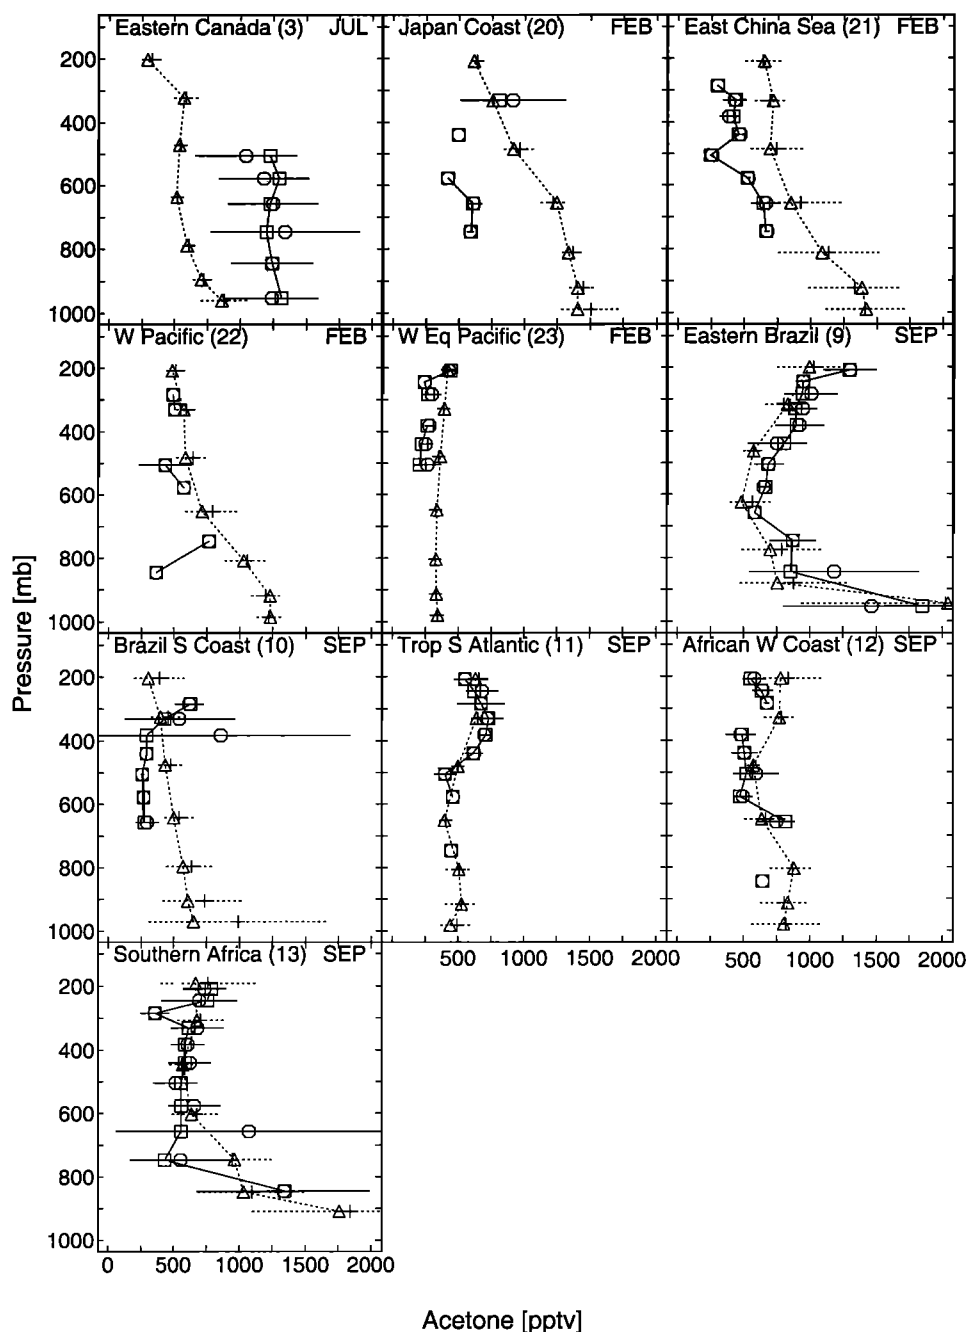 Eastern Canada (3) JUL Japan Coast (20) FEB East China Sea (21) FEB
200
400
600
800
1000
W Pacific (22) FEB W Eq Pacific (23) FEB Eastern Brazil (9) SEP
200
400
600
800
1000
Pressure [mb]
Brazil S Coast (10) SEP Trop S Atlantic (11) SEP African W Coast (12) SEP
200
400
600
800
1000
500 1000 1500 2000 500 1000 1500 2000
Southern Africa (13) SEP
200
400
600
800
1000
0 500 1000 1500 2000
Acetone [pptv]